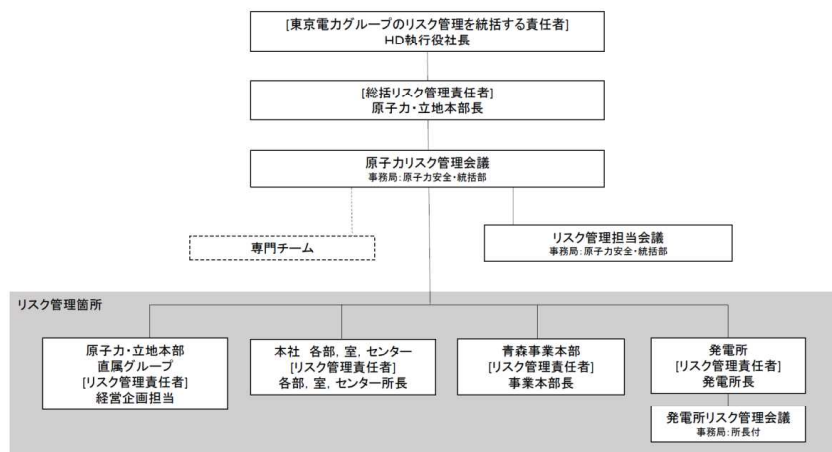 [東京電力グループのリスク管理を統括する責任者]
HD執行役社長
[総括リスク管理責任者]
原子力・立地本部長
原子力リスク管理会議
事務局:原子力安全・統括部
専門チーム
リスク管理担当会議
事務局:原子力安全・統括部
リスク管理箇所
原子力・立地本部
直属グループ
[リスク管理責任者]
経営企画担当
本社 各部,室,センター
[リスク管理責任者]
各部,室,センター所長
青森事業本部
[リスク管理責任者]
事業本部長
発電所
[リスク管理責任者]
発電所長
発電所リスク管理会議
事務局:所長付